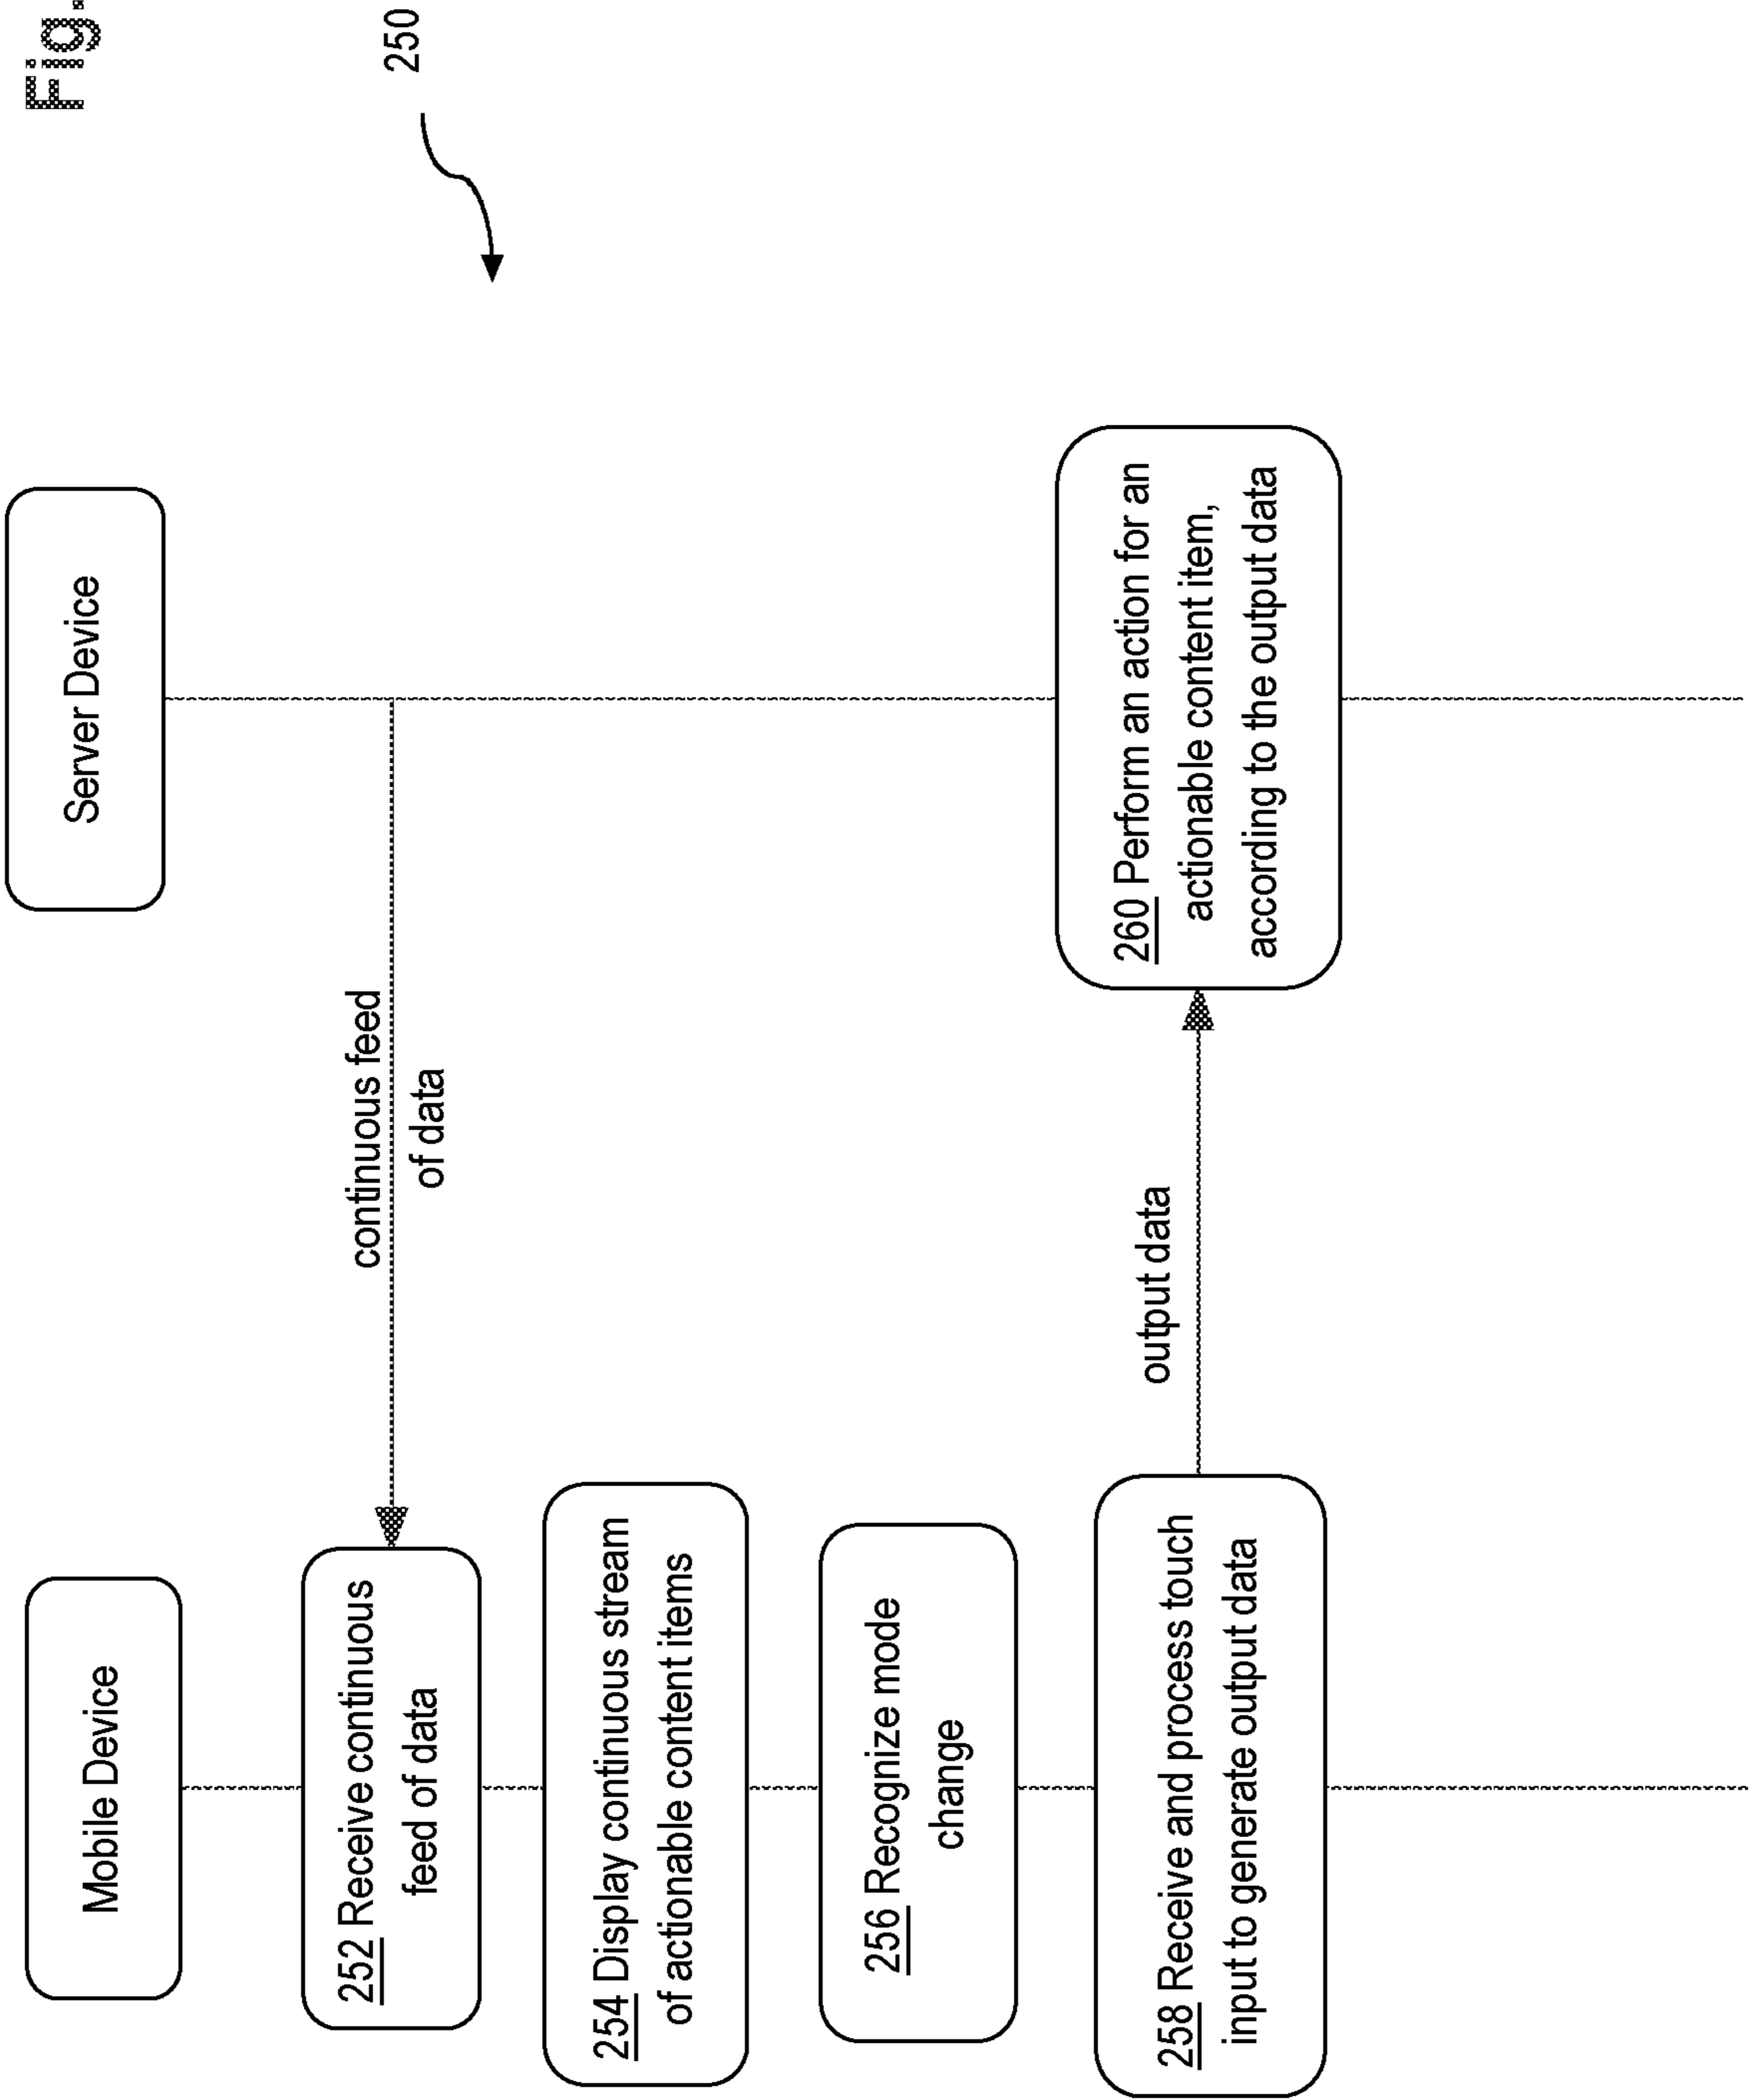 Fig.
250
Mobile Device
Server Device
continuous feed
of data
252 Receive continuous
feed of data
254 Display continuous stream
of actionable content items
256 Recognize mode
change
258 Receive and process touch
input to generate output data
output data
260 Perform an action for an
actionable content item,
according to the output data